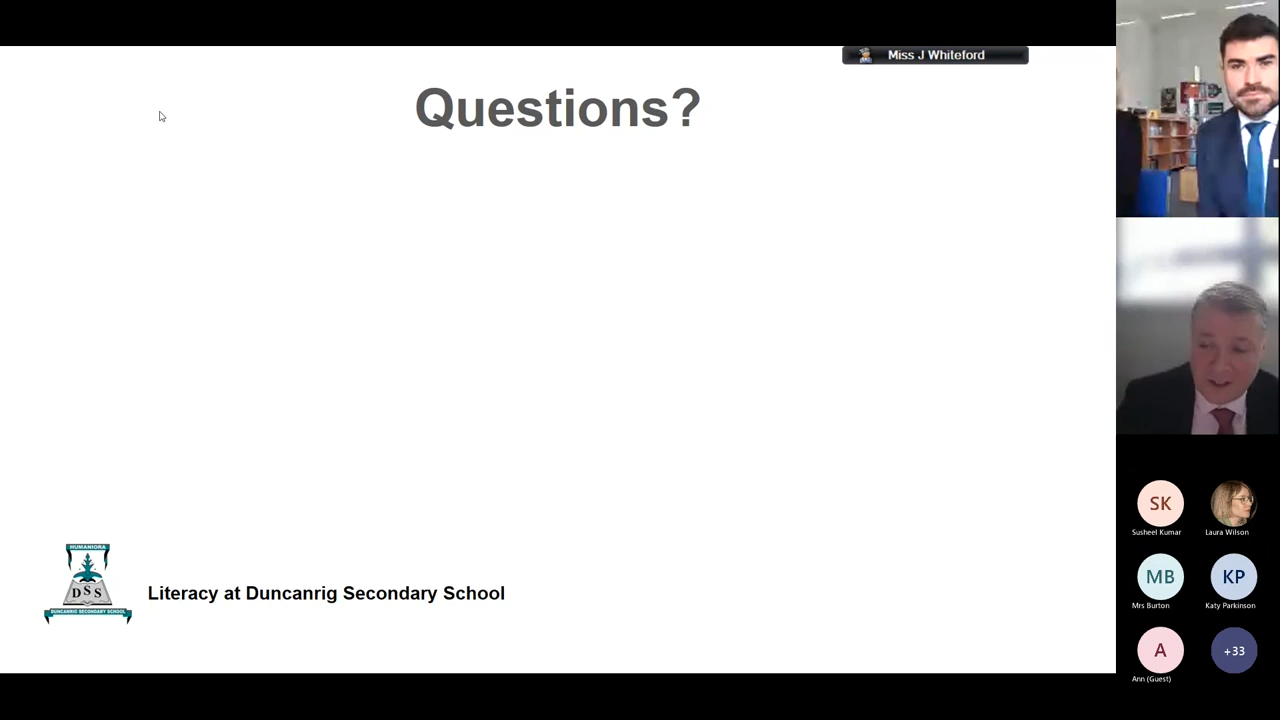 Miss J Whiteford
Questions?
HUMANIORA
DSS
DUNCANRIG SECONDARY SCHOOL
Literacy at Duncanrig Secondary School
SK
Susheel Kumar
Laura Wilson
MB
KP
Mrs Burton
Katy Parkinson
A
+33
Ann (Guest)